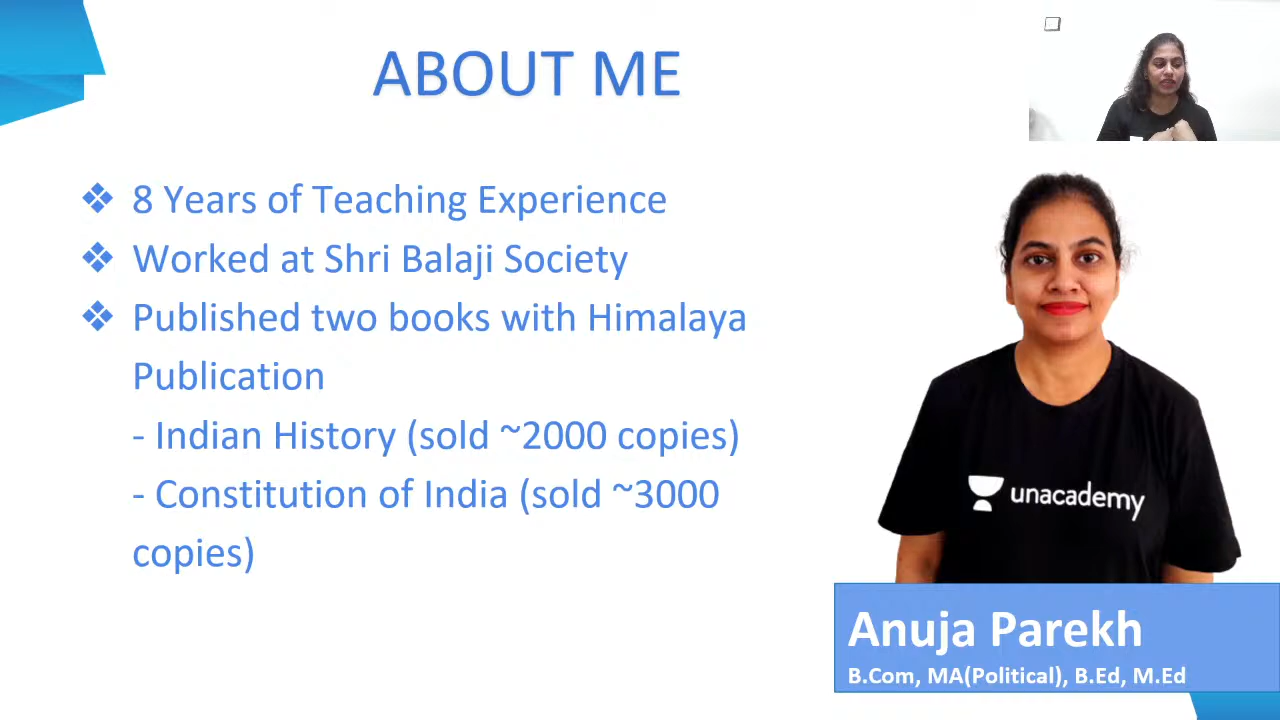 ABOUT ME
❖ 8 Years of Teaching Experience
❖ Worked at Shri Balaji Society
❖ Published two books with Himalaya
Publication
- Indian History (sold ~2000 copies)
- Constitution of India (sold ~3000
copies)
unacademy
Anuja Parekh
B.Com, MA(Political), B.Ed, M.Ed